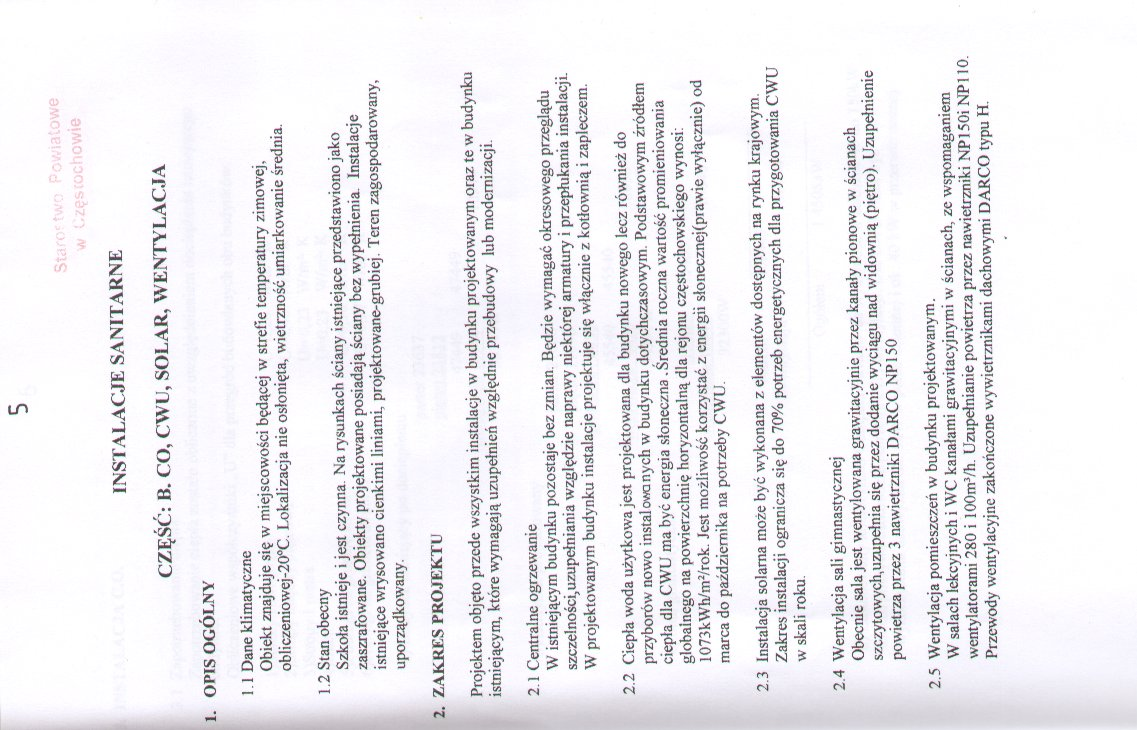 5
Starostwo Powiatowe
w Częstochowie
INSTALACJE SANITARNE
CZĘŚĆ: B. CO, CWU, SOLAR, WENTYLACJA
1. OPIS OGÓLNY
1.1 Dane klimatyczne
Obiekt znajduje się w miejscowości będącej w strefie temperatury zimowej,
obliczeniowej-20°C. Lokalizacja nie osłonięta, wietrzność umiarkowanie średnia.
1.2 Stan obecny
Szkoła istnieje i jest czynna. Na rysunkach ściany istniejące przedstawiono jako
zaszrafowane. Obiekty projektowane posiadają ściany bez wypełnienia. Instalacje
istniejące wrysowano cienkimi liniami, projektowane-grubiej. Teren zagospodarowany,
uporządkowany.
2. ZAKRES PROJEKTU
Projektem objęto przede wszystkim instalacje w budynku projektowanym oraz te w budynku
istniejącym, które wymagają uzupełnień względnie przebudowy lub modernizacji.
2.1 Centralne ogrzewanie
W istniejącym budynku pozostaje bez zmian. Będzie wymagać okresowego przeglądu
szczelności,uzupełniania względzie naprawy niektórej armatury i przepłukania instalacji.
W projektowanym budynku instalacje projektuje się włącznie z kotłownią i zapleczem.
2.2 Ciepła woda użytkowa jest projektowana dla budynku nowego lecz również do
przyborów nowo instalowanych w budynku dotychczasowym. Podstawowym źródłem
ciepła dla CWU ma być energia słoneczna .Średnia roczna wartość promieniowania
globalnego na powierzchnię horyzontalną dla rejonu częstochowskiego wynosi:
1073kWh/m²/rok. Jest możliwość korzystać z energii słonecznej(prawie wyłącznie) od
marca do października na potrzeby CWU.
2.3 Instalacja solarna może być wykonana z elementów dostępnych na rynku krajowym.
Zakres instalacji ogranicza się do 70% potrzeb energetycznych dla przygotowania CWU
w skali roku.
2.4 Wentylacja sali gimnastycznej
Obecnie sala jest wentylowana grawitacyjnie przez kanały pionowe w ścianach
szczytowych,uzupełnia się przez dodanie wyciągu nad widownią (piętro). Uzupełnienie
powietrza przez 3 nawietrzniki DARCO NP150
2.5 Wentylacja pomieszczeń w budynku projektowanym.
W salach lekcyjnych i WC kanałami grawitacyjnymi w ścianach, ze wspomaganiem
wentylatorami 280 i 100m³/h. Uzupełnianie powietrza przez nawietrzniki NP150i NP110.
Przewody wentylacyjne zakończone wywietrznikami dachowymi DARCO typu H.